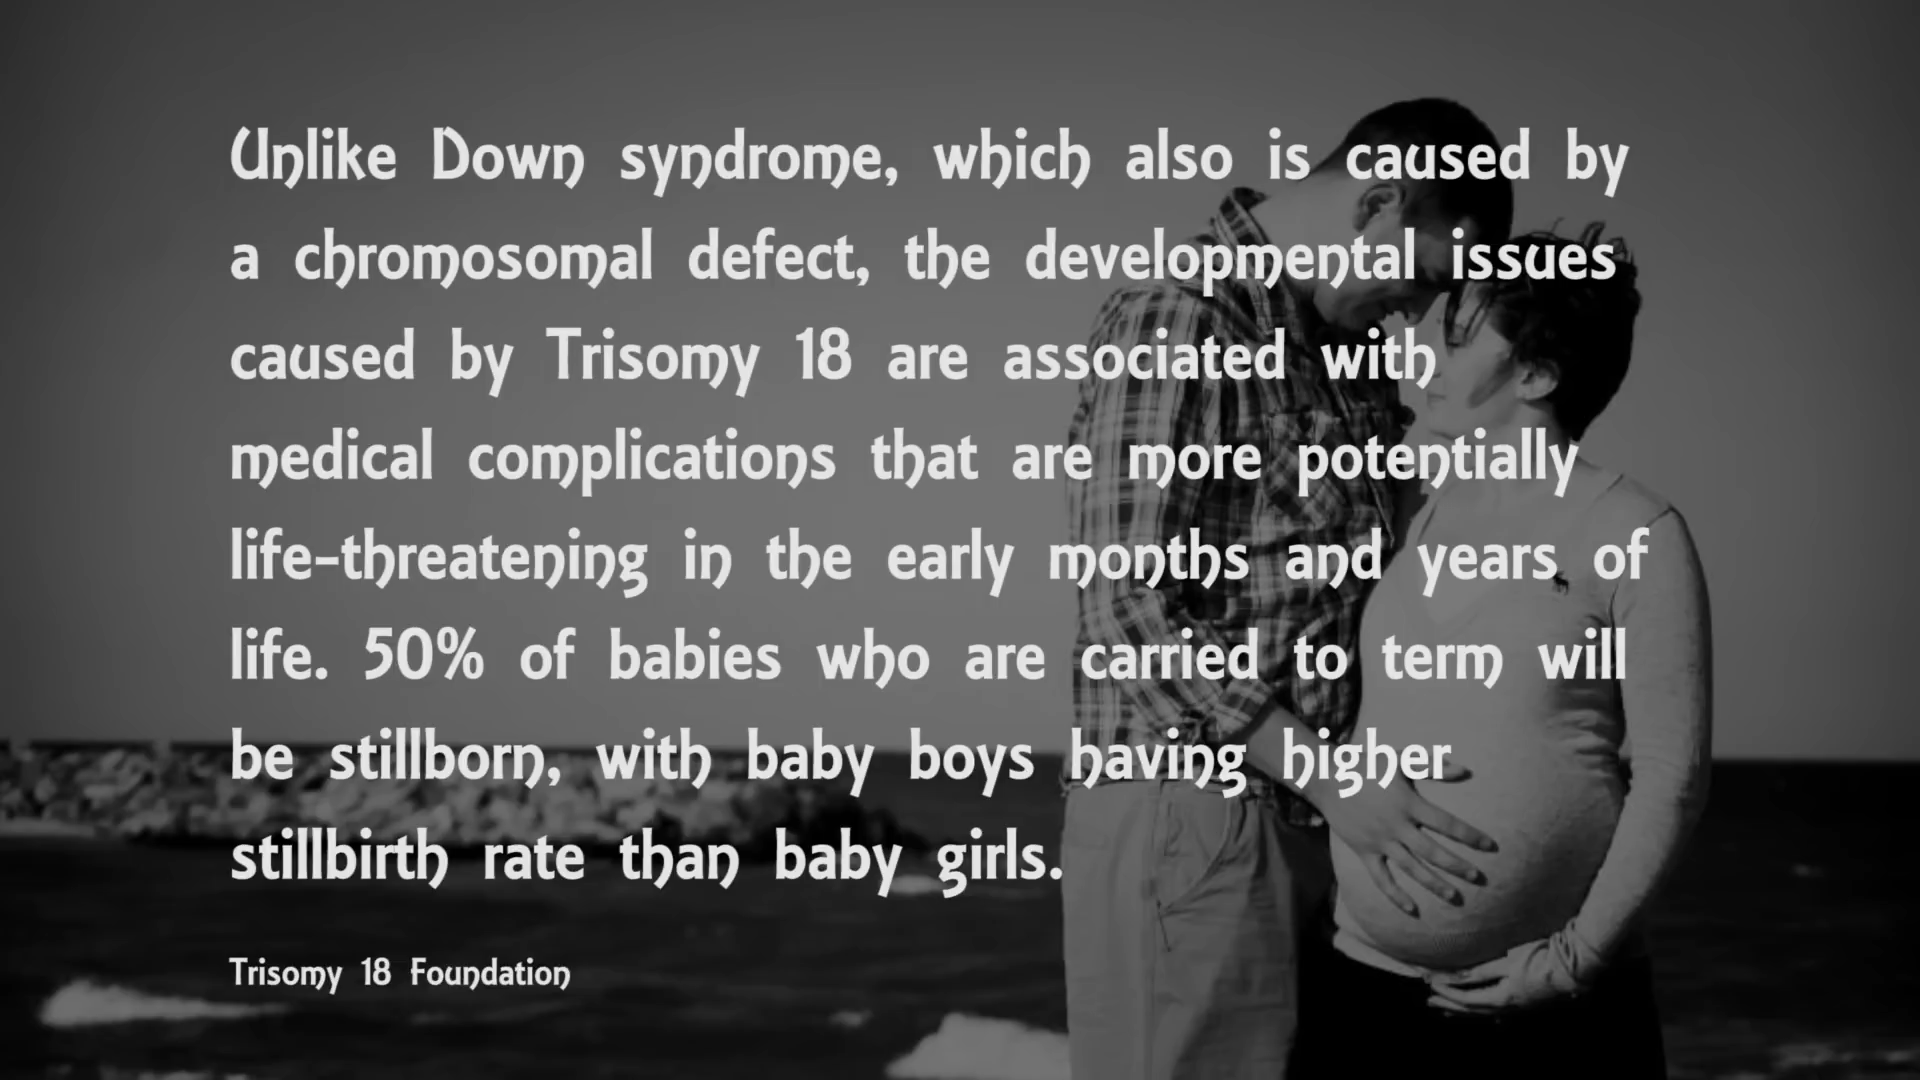 Unlike Down syndrome, which also is caused by
a chromosomal defect, the developmental issues
caused by Trisomy 18 are associated with
medical complications that are more potentially
life-threatening in the early months and years of
life. 50% of babies who are carried to term will
be stillborn, with baby boys having higher
stillbirth rate than baby girls.
Trisomy 18 Foundation